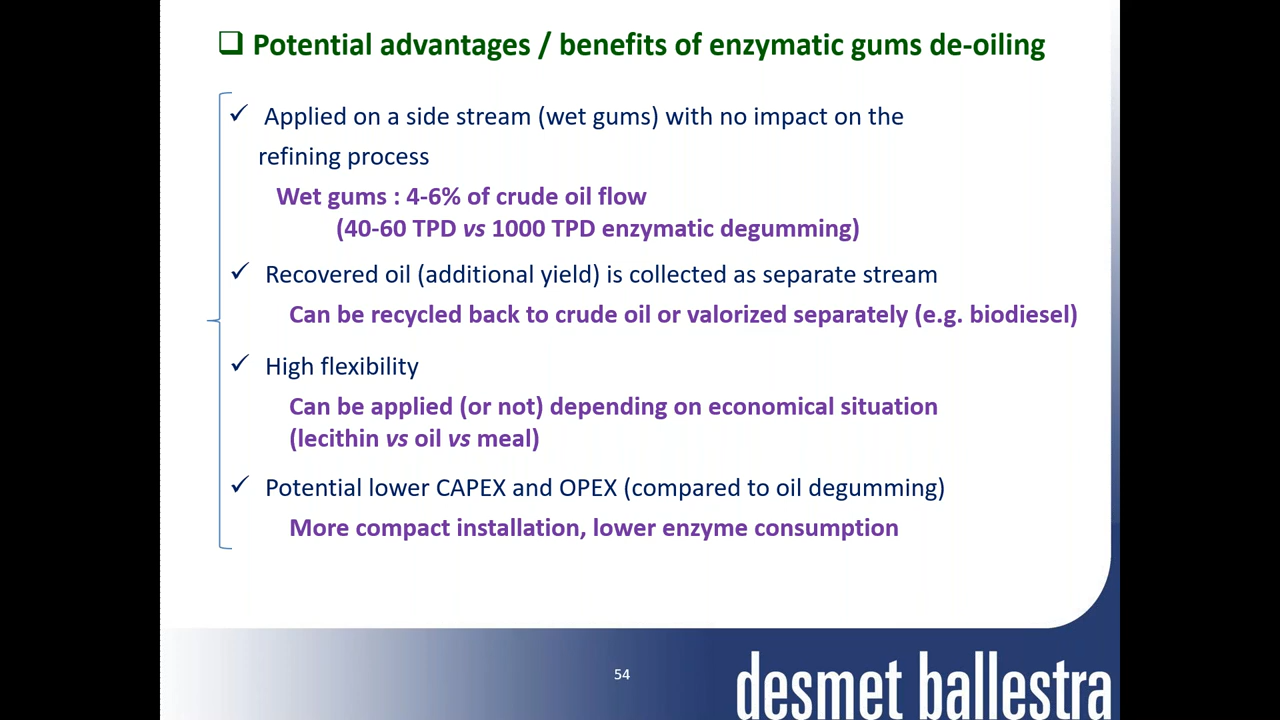 ❑ Potential advantages / benefits of enzymatic gums de-oiling
✓ Applied on a side stream (wet gums) with no impact on the
refining process
Wet gums : 4-6% of crude oil flow
(40-60 TPD vs 1000 TPD enzymatic degumming)
✓ Recovered oil (additional yield) is collected as separate stream
Can be recycled back to crude oil or valorized separately (e.g. biodiesel)
✓ High flexibility
Can be applied (or not) depending on economical situation
(lecithin vs oil vs meal)
✓ Potential lower CAPEX and OPEX (compared to oil degumming)
More compact installation, lower enzyme consumption
54
desmet ballestra